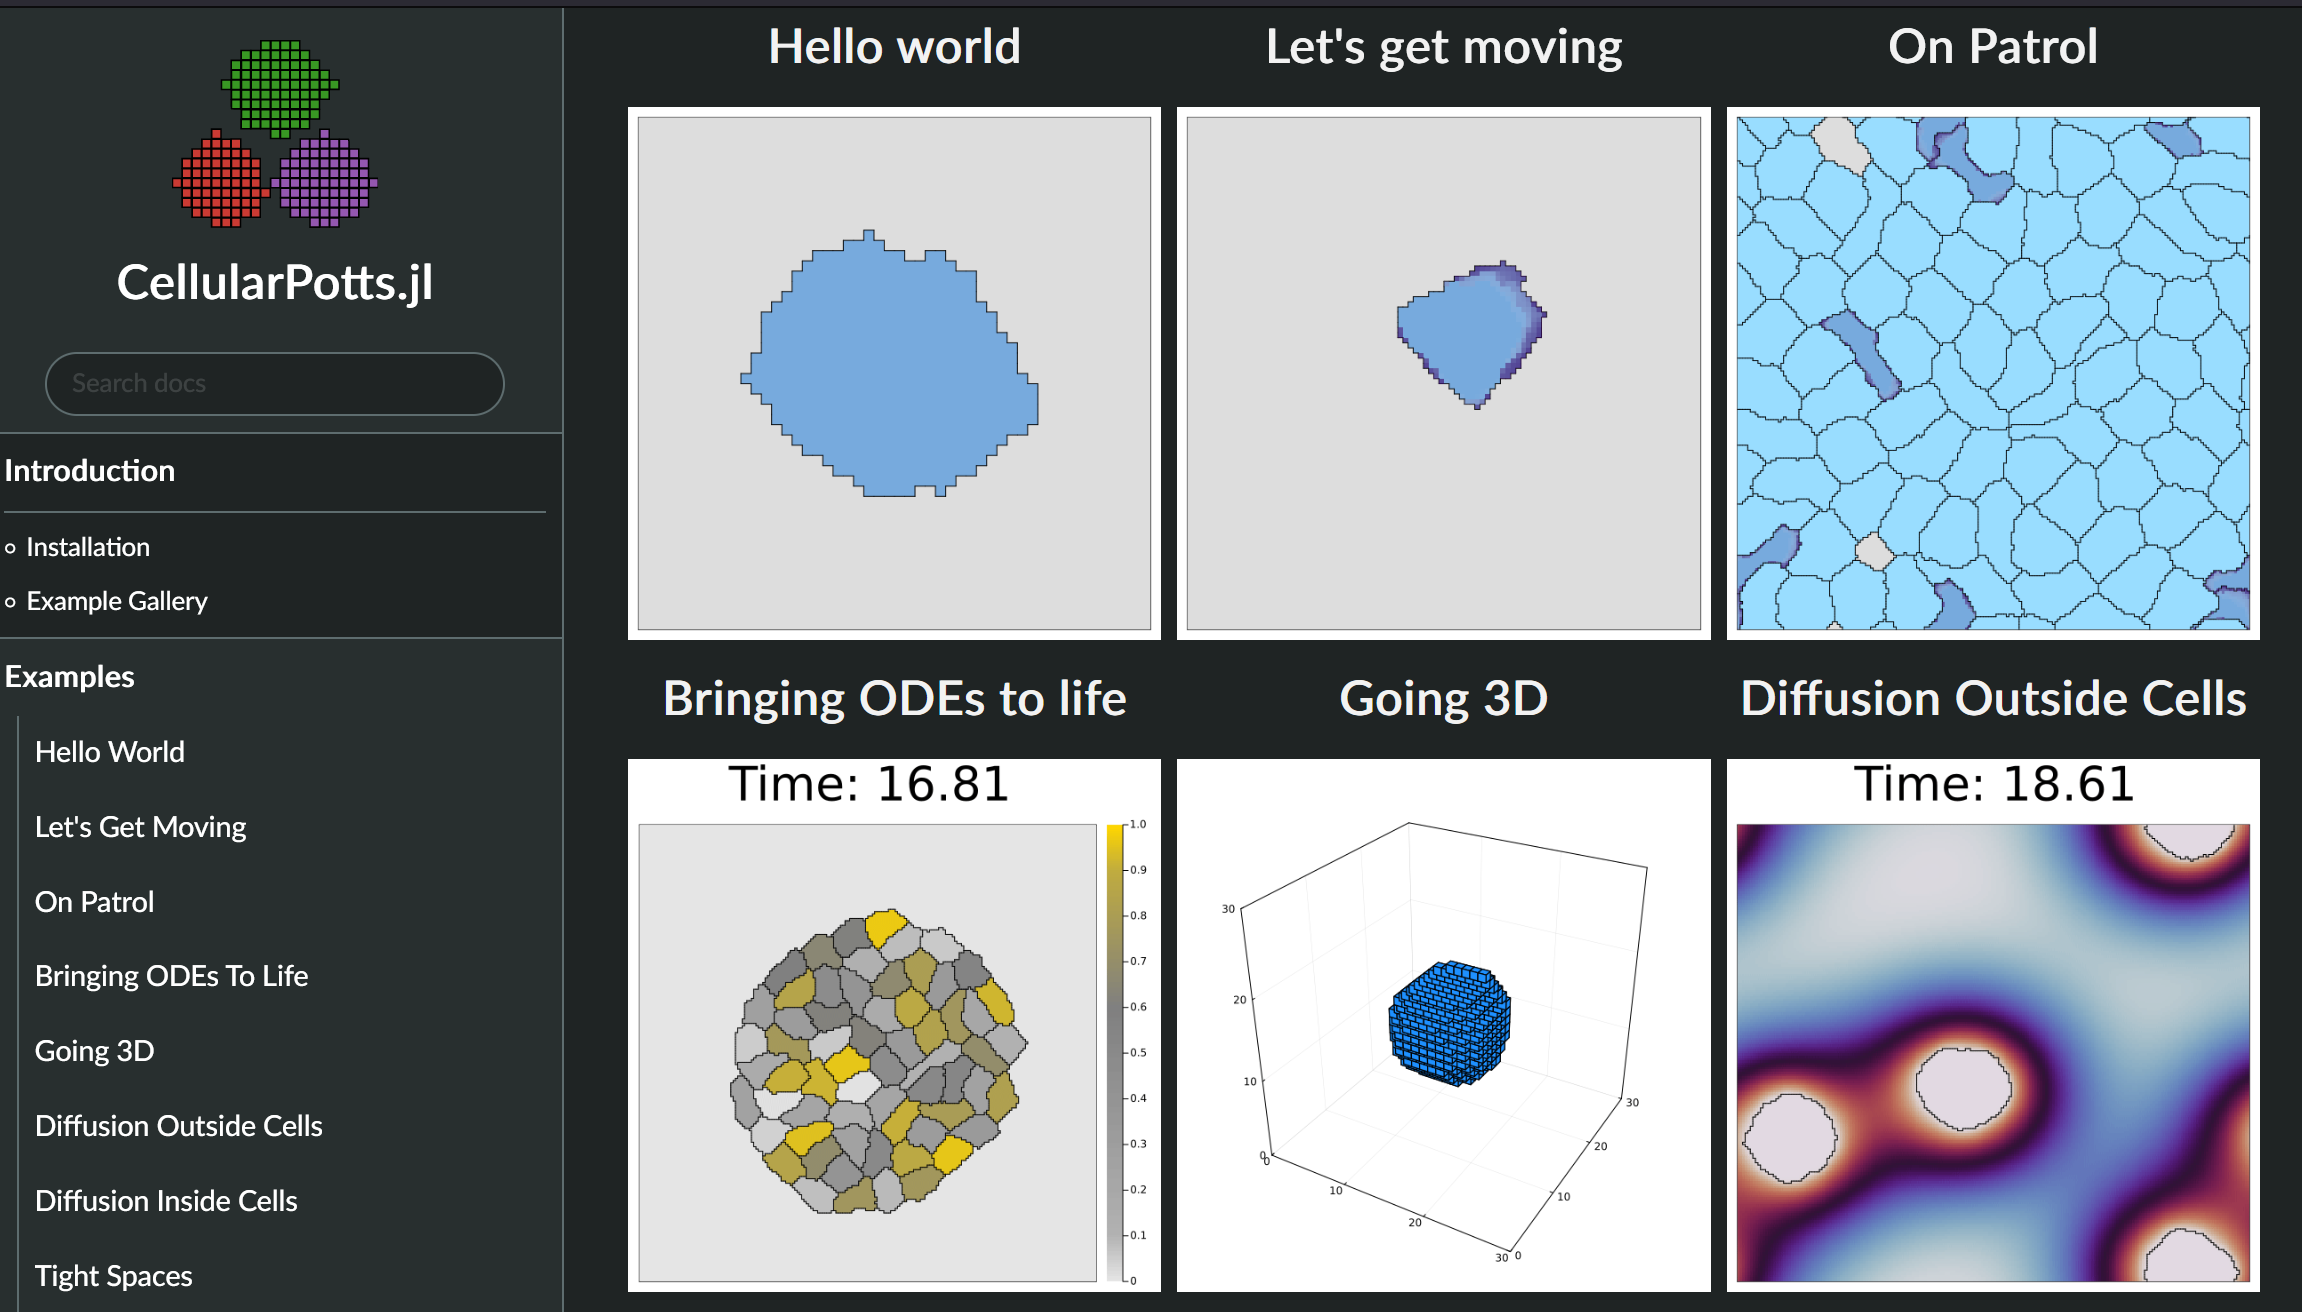 CellularPotts.jl
Search docs
Introduction
Installation
Example Gallery
Examples
Hello World
Let's Get Moving
On Patrol
Bringing ODEs To Life
Going 3D
Diffusion Outside Cells
Diffusion Inside Cells
Tight Spaces
Hello world
Let's get moving
On Patrol
Bringing ODEs to life
Going 3D
Diffusion Outside Cells
Time: 16.81
1.0
0.9
0.8
0.7
0.6
0.5
0.4
0.3
0.2
0.1
0
30
20
10
0
0
10
20
30
0
10
20
30
Time: 18.61